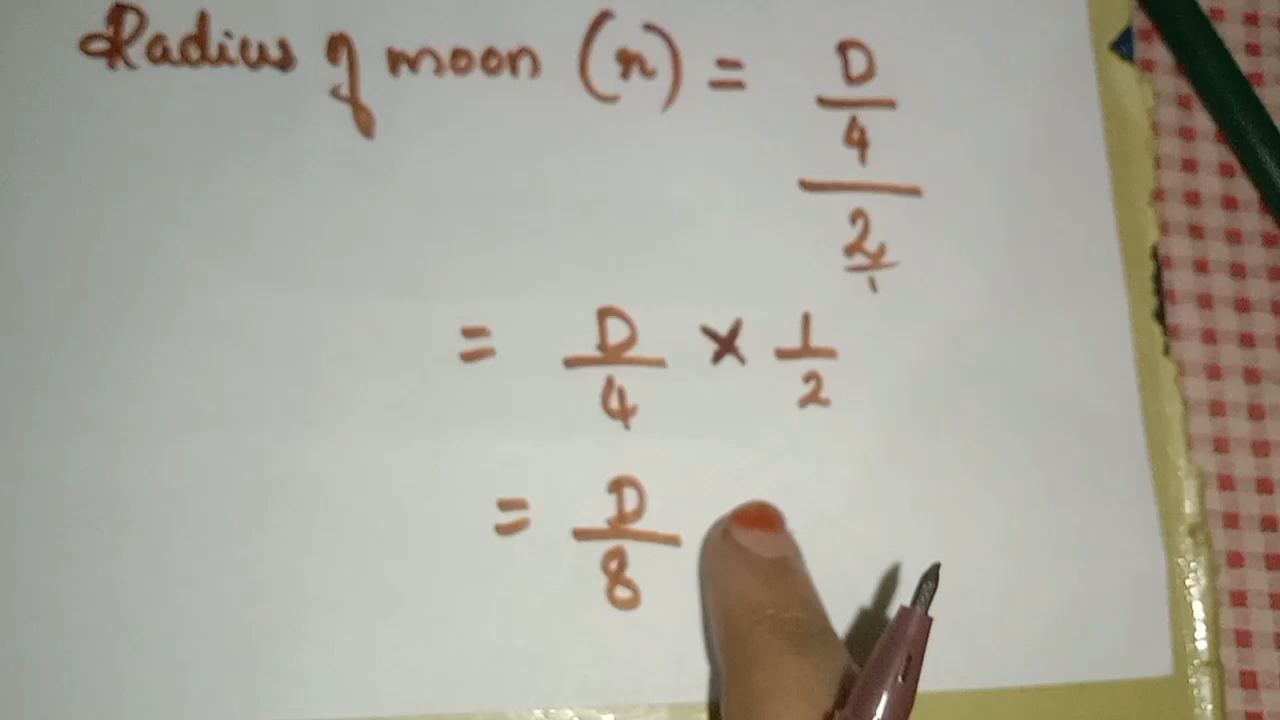 Radius of moon (r) = D/4 / 2/1
= D/4 × 1/2
= D/8